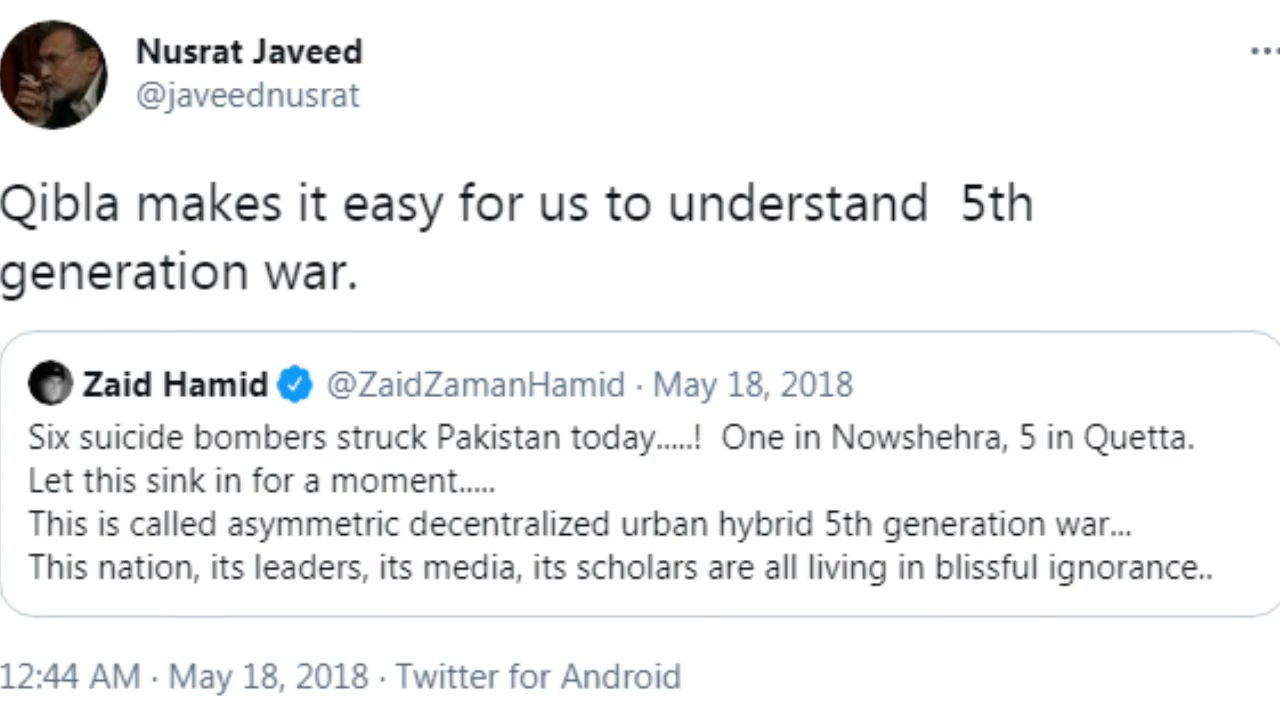 Nusrat Javeed
@javeednusrat
Qibla makes it easy for us to understand  5th
generation war.
Zaid Hamid @ZaidZamanHamid · May 18, 2018
Six suicide bombers struck Pakistan today.....!  One in Nowshehra, 5 in Quetta.
Let this sink in for a moment.....
This is called asymmetric decentralized urban hybrid 5th generation war...
This nation, its leaders, its media, its scholars are all living in blissful ignorance..
12:44 AM · May 18, 2018 · Twitter for Android